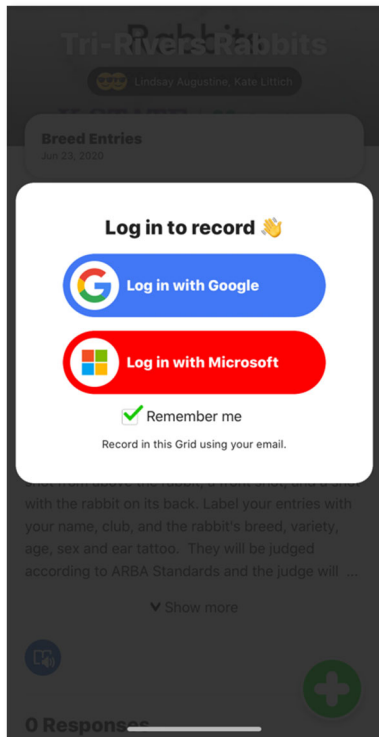 Rabbits
Tri-Rivers Rabbits
Lindsay Augustine, Kate Littich
Breed Entries
Jun 23, 2020
Log in to record 👋
Log in with Google
Log in with Microsoft
Remember me
Record in this Grid using your email.
with the rabbit on its back. Label your entries with
your name, club, and the rabbit's breed, variety,
age, sex and ear tattoo. They will be judged
according to ARBA Standards and the judge will ...
Show more
0 Responses